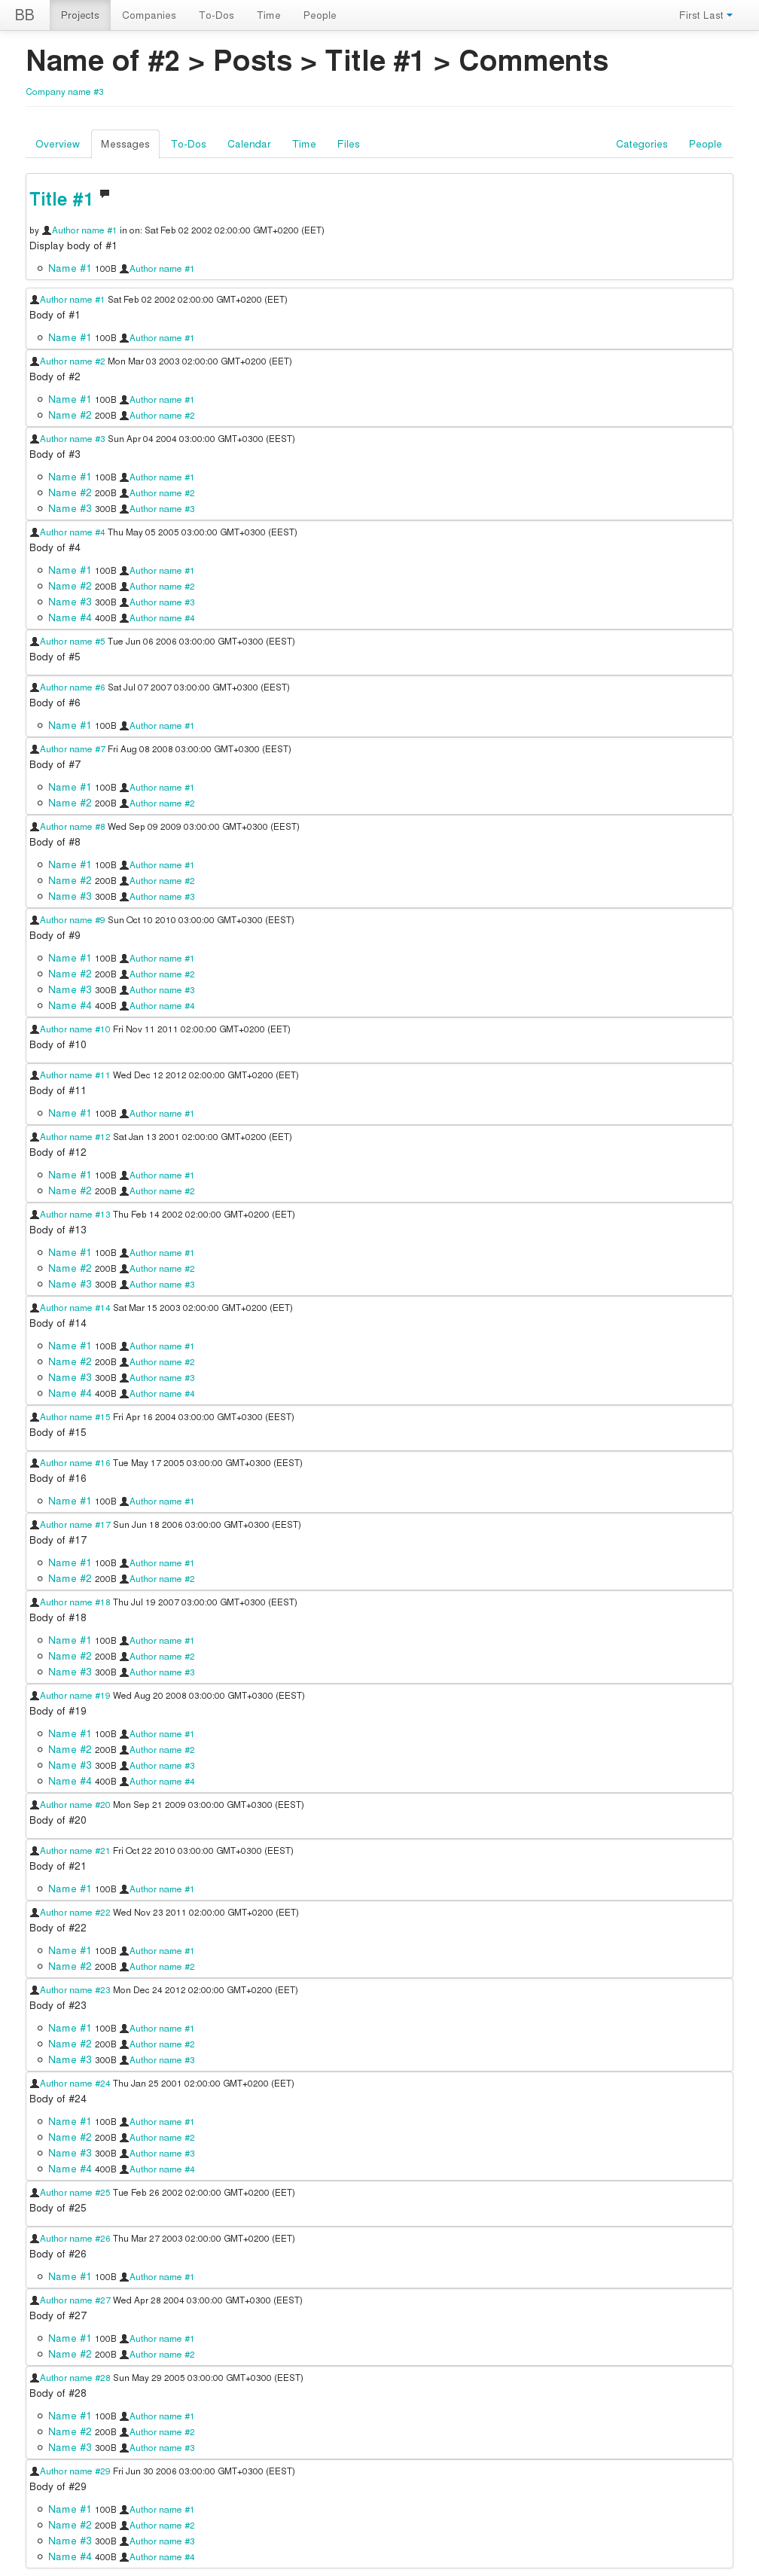 BB Projects Companies To-Dos Time People First Last
Name of #2 > Posts > Title #1 > Comments
Company name #3
Overview Messages To-Dos Calendar Time Files Categories People
Title #1
by Author name #1 in on: Sat Feb 02 2002 02:00:00 GMT+0200 (EET)
Display body of #1
Name #1 100B Author name #1
Author name #1 Sat Feb 02 2002 02:00:00 GMT+0200 (EET)
Body of #1
Name #1 100B Author name #1
Author name #2 Mon Mar 03 2003 02:00:00 GMT+0200 (EET)
Body of #2
Name #1 100B Author name #1
Name #2 200B Author name #2
Author name #3 Sun Apr 04 2004 03:00:00 GMT+0300 (EEST)
Body of #3
Name #1 100B Author name #1
Name #2 200B Author name #2
Name #3 300B Author name #3
Author name #4 Thu May 05 2005 03:00:00 GMT+0300 (EEST)
Body of #4
Name #1 100B Author name #1
Name #2 200B Author name #2
Name #3 300B Author name #3
Name #4 400B Author name #4
Author name #5 Tue Jun 06 2006 03:00:00 GMT+0300 (EEST)
Body of #5
Author name #6 Sat Jul 07 2007 03:00:00 GMT+0300 (EEST)
Body of #6
Name #1 100B Author name #1
Author name #7 Fri Aug 08 2008 03:00:00 GMT+0300 (EEST)
Body of #7
Name #1 100B Author name #1
Name #2 200B Author name #2
Author name #8 Wed Sep 09 2009 03:00:00 GMT+0300 (EEST)
Body of #8
Name #1 100B Author name #1
Name #2 200B Author name #2
Name #3 300B Author name #3
Author name #9 Sun Oct 10 2010 03:00:00 GMT+0300 (EEST)
Body of #9
Name #1 100B Author name #1
Name #2 200B Author name #2
Name #3 300B Author name #3
Name #4 400B Author name #4
Author name #10 Fri Nov 11 2011 02:00:00 GMT+0200 (EET)
Body of #10
Author name #11 Wed Dec 12 2012 02:00:00 GMT+0200 (EET)
Body of #11
Name #1 100B Author name #1
Author name #12 Sat Jan 13 2001 02:00:00 GMT+0200 (EET)
Body of #12
Name #1 100B Author name #1
Name #2 200B Author name #2
Author name #13 Thu Feb 14 2002 02:00:00 GMT+0200 (EET)
Body of #13
Name #1 100B Author name #1
Name #2 200B Author name #2
Name #3 300B Author name #3
Author name #14 Sat Mar 15 2003 02:00:00 GMT+0200 (EET)
Body of #14
Name #1 100B Author name #1
Name #2 200B Author name #2
Name #3 300B Author name #3
Name #4 400B Author name #4
Author name #15 Fri Apr 16 2004 03:00:00 GMT+0300 (EEST)
Body of #15
Author name #16 Tue May 17 2005 03:00:00 GMT+0300 (EEST)
Body of #16
Name #1 100B Author name #1
Author name #17 Sun Jun 18 2006 03:00:00 GMT+0300 (EEST)
Body of #17
Name #1 100B Author name #1
Name #2 200B Author name #2
Author name #18 Thu Jul 19 2007 03:00:00 GMT+0300 (EEST)
Body of #18
Name #1 100B Author name #1
Name #2 200B Author name #2
Name #3 300B Author name #3
Author name #19 Wed Aug 20 2008 03:00:00 GMT+0300 (EEST)
Body of #19
Name #1 100B Author name #1
Name #2 200B Author name #2
Name #3 300B Author name #3
Name #4 400B Author name #4
Author name #20 Mon Sep 21 2009 03:00:00 GMT+0300 (EEST)
Body of #20
Author name #21 Fri Oct 22 2010 03:00:00 GMT+0300 (EEST)
Body of #21
Name #1 100B Author name #1
Author name #22 Wed Nov 23 2011 02:00:00 GMT+0200 (EET)
Body of #22
Name #1 100B Author name #1
Name #2 200B Author name #2
Author name #23 Mon Dec 24 2012 02:00:00 GMT+0200 (EET)
Body of #23
Name #1 100B Author name #1
Name #2 200B Author name #2
Name #3 300B Author name #3
Author name #24 Thu Jan 25 2001 02:00:00 GMT+0200 (EET)
Body of #24
Name #1 100B Author name #1
Name #2 200B Author name #2
Name #3 300B Author name #3
Name #4 400B Author name #4
Author name #25 Tue Feb 26 2002 02:00:00 GMT+0200 (EET)
Body of #25
Author name #26 Thu Mar 27 2003 02:00:00 GMT+0200 (EET)
Body of #26
Name #1 100B Author name #1
Author name #27 Wed Apr 28 2004 03:00:00 GMT+0300 (EEST)
Body of #27
Name #1 100B Author name #1
Name #2 200B Author name #2
Author name #28 Sun May 29 2005 03:00:00 GMT+0300 (EEST)
Body of #28
Name #1 100B Author name #1
Name #2 200B Author name #2
Name #3 300B Author name #3
Author name #29 Fri Jun 30 2006 03:00:00 GMT+0300 (EEST)
Body of #29
Name #1 100B Author name #1
Name #2 200B Author name #2
Name #3 300B Author name #3
Name #4 400B Author name #4